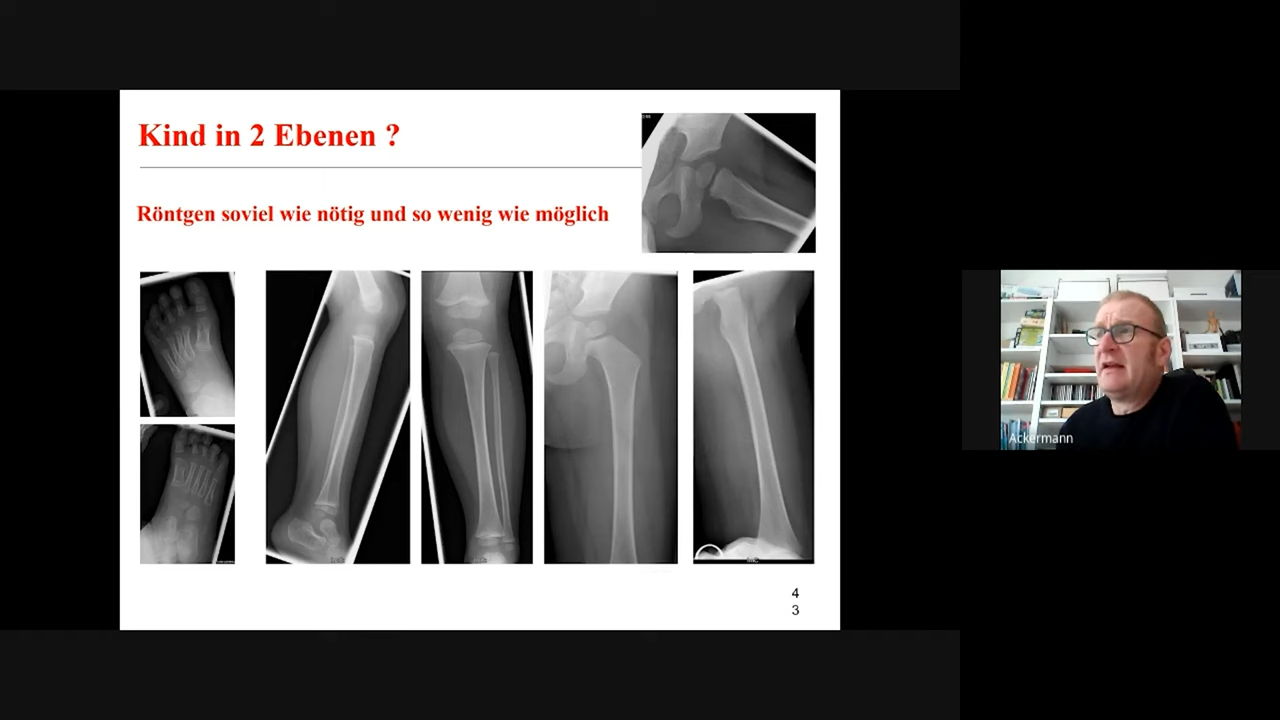 Kind in 2 Ebenen ?
Röntgen soviel wie nötig und so wenig wie möglich
4
3
Ackermann